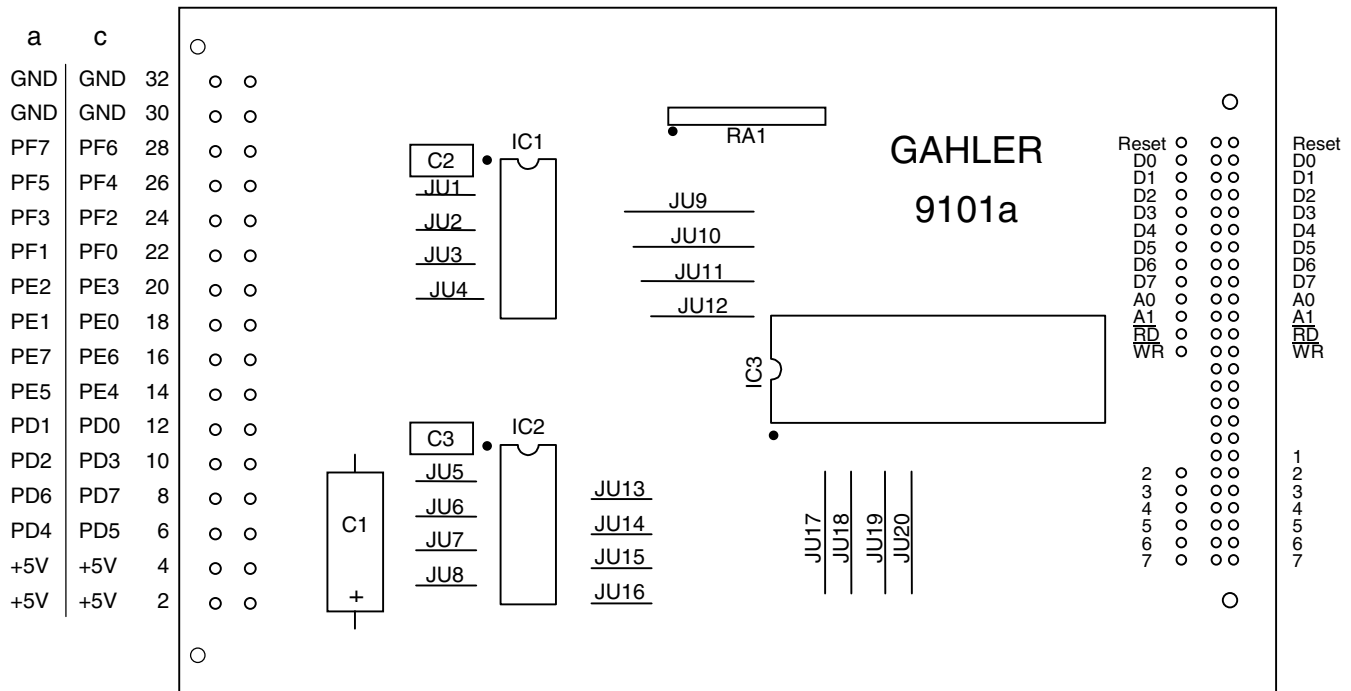 a c
GND GND 32
GND GND 30
PF7 PF6 28
PF5 PF4 26
PF3 PF2 24
PF1 PF0 22
PE2 PE3 20
PE1 PE0 18
PE7 PE6 16
PE5 PE4 14
PD1 PD0 12
PD2 PD3 10
PD6 PD7 8
PD4 PD5 6
+5V +5V 4
+5V +5V 2
C2
IC1
JU1
JU2
JU3
JU4
C3
IC2
JU5
JU6
JU7
JU8
C1
+
JU13
JU14
JU15
JU16
RA1
JU9
JU10
JU11
JU12
GAHLER
9101a
IC3
JU17
JU18
JU19
JU20
Reset
D0
D1
D2
D3
D4
D5
D6
D7
A0
A1
RD
WR
2
3
4
5
6
7
Reset
D0
D1
D2
D3
D4
D5
D6
D7
A0
A1
RD
WR
1
2
3
4
5
6
7